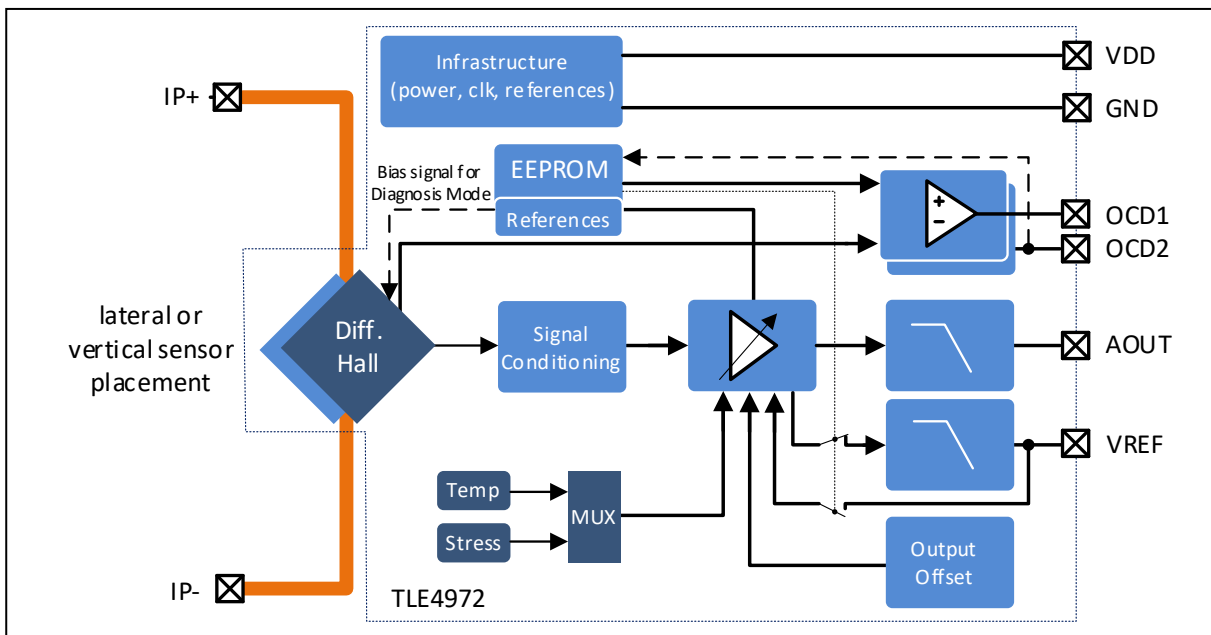 Infrastructure
(power, clk, references)
VDD
GND
IP+
Bias signal for
Diagnosis Mode
EEPROM
References
+
-
OCD1
OCD2
lateral or
vertical sensor
placement
Diff.
Hall
Signal
Conditioning
AOUT
VREF
Temp
Stress
MUX
Output
Offset
IP-
TLE4972